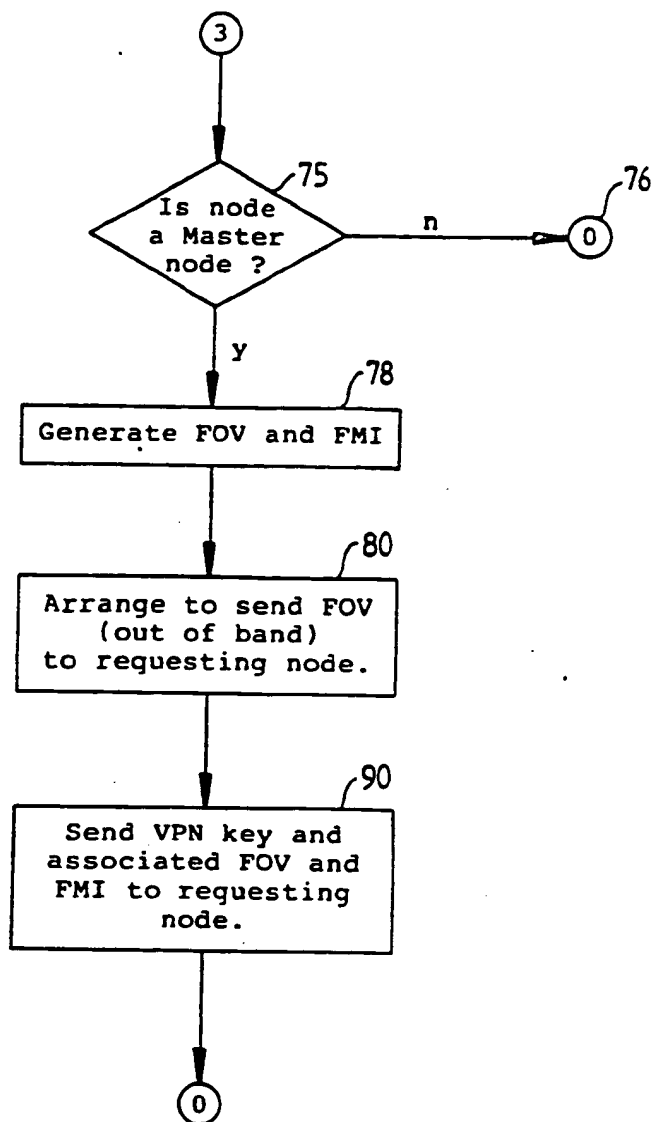 3
75
Is node
a Master
node ?
n
76
0
y
78
Generate FOV and FMI
80
Arrange to send FOV
(out of band)
to requesting node.
90
Send VPN key and
associated FOV and
FMI to requesting
node.
0